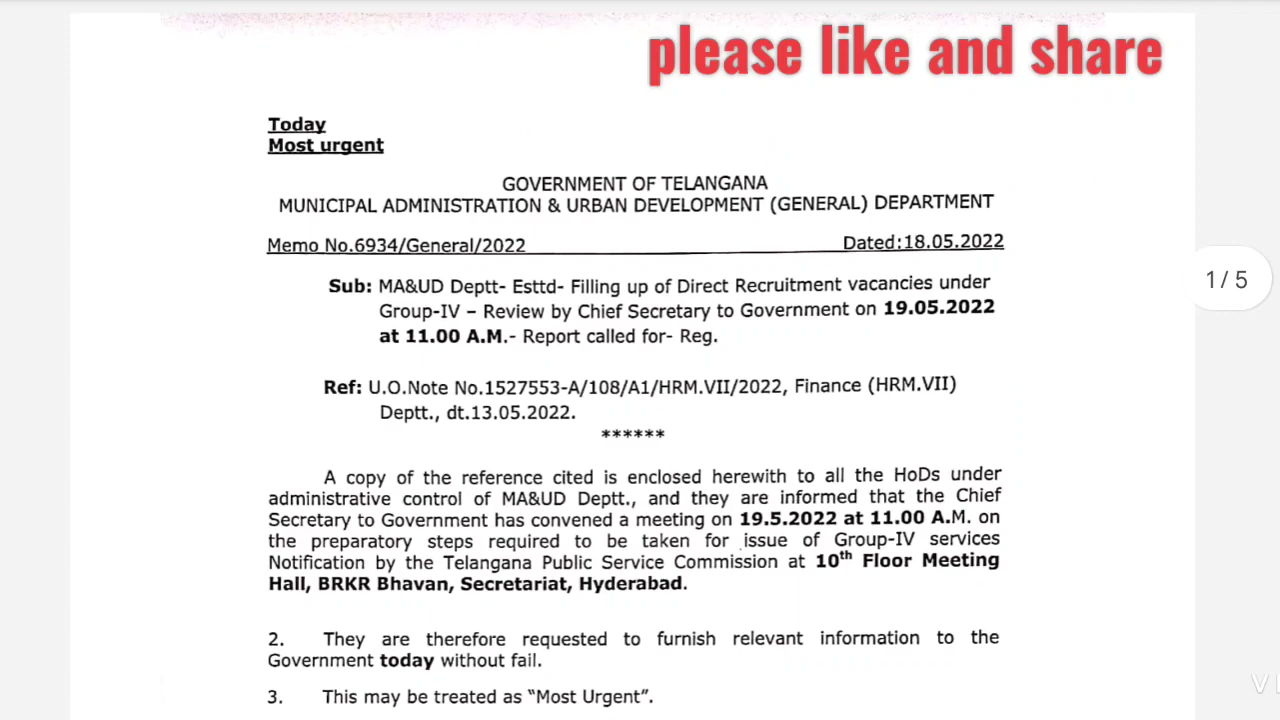 please like and share
Today
Most urgent
GOVERNMENT OF TELANGANA
MUNICIPAL ADMINISTRATION & URBAN DEVELOPMENT (GENERAL) DEPARTMENT
Memo No.6934/General/2022 Dated:18.05.2022
Sub: MA&UD Deptt- Esttd- Filling up of Direct Recruitment vacancies under
Group-IV – Review by Chief Secretary to Government on 19.05.2022
at 11.00 A.M.- Report called for- Reg.
1/5
Ref: U.O.Note No.1527553-A/108/A1/HRM.VII/2022, Finance (HRM.VII)
Deptt., dt.13.05.2022.
******
A copy of the reference cited is enclosed herewith to all the HoDs under
administrative control of MA&UD Deptt., and they are informed that the Chief
Secretary to Government has convened a meeting on 19.5.2022 at 11.00 A.M. on
the preparatory steps required to be taken for issue of Group-IV services
Notification by the Telangana Public Service Commission at 10th Floor Meeting
Hall, BRKR Bhavan, Secretariat, Hyderabad.
2. They are therefore requested to furnish relevant information to the
Government today without fail.
3. This may be treated as “Most Urgent”.